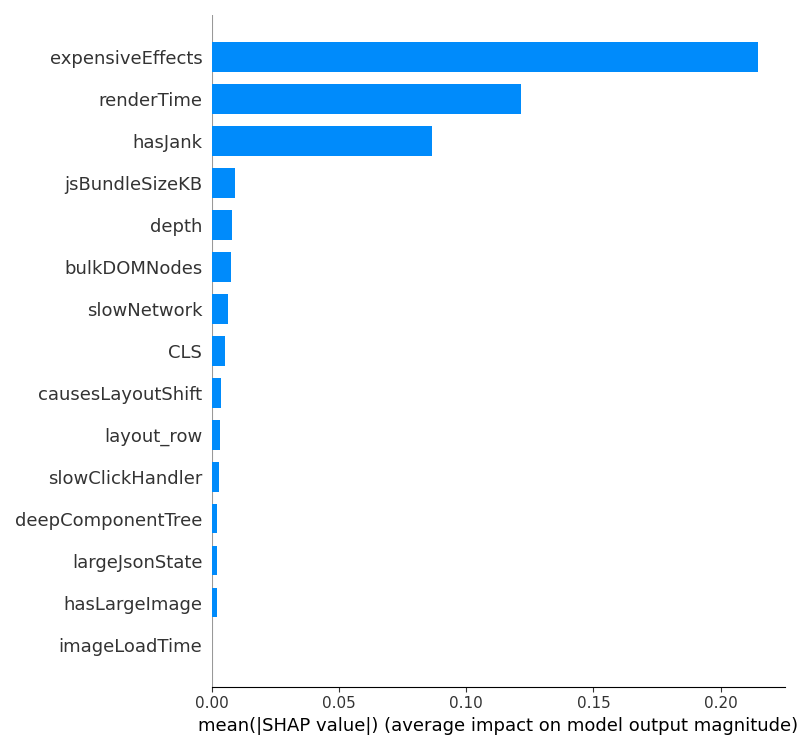 expensiveEffects
renderTime
hasJank
jsBundleSizeKB
depth
bulkDOMNodes
slowNetwork
CLS
causesLayoutShift
layout_row
slowClickHandler
deepComponentTree
largeJsonState
hasLargeImage
imageLoadTime
0.00 0.05 0.10 0.15 0.20
mean(|SHAP value|) (average impact on model output magnitude)